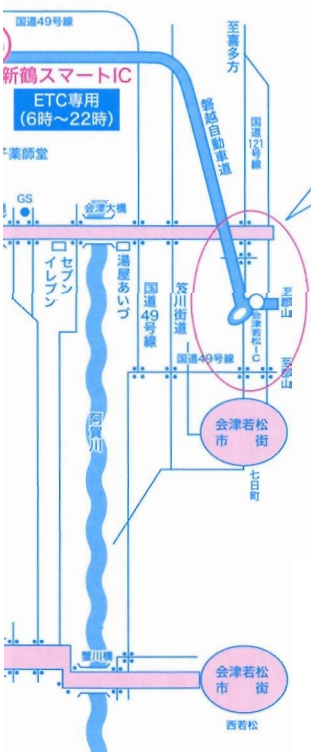 国道49号線
至喜多方
新鶴スマートIC
ETC専用
(6時〜22時)
磐越自動車道
国道121号線
薬師堂
GS
会津大橋
セブン
イレブン
湯屋あいづ
国道49号線
笈川街道
至郡山
会津若松IC
国道49号線
至郡山
会津若松
市街
阿賀川
七日町
蟹川橋
会津若松
市街
西若松